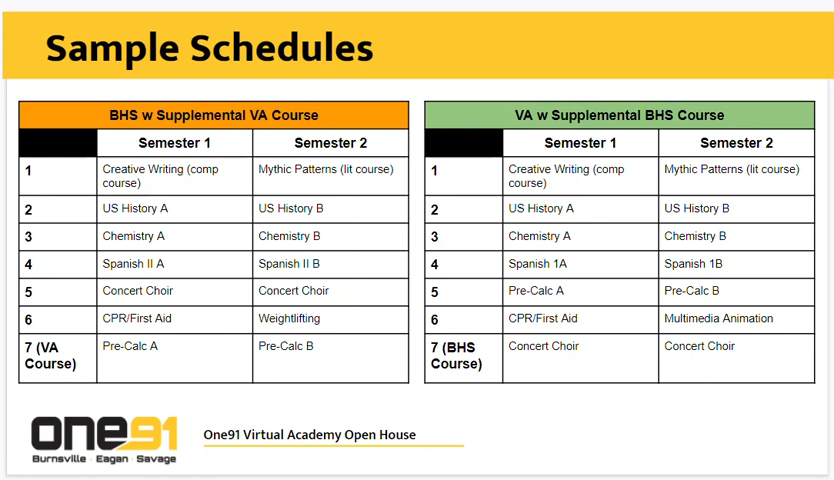 Sample Schedules
BHS w Supplemental VA Course
Semester 1 Semester 2
1 Creative Writing (comp course) Mythic Patterns (lit course)
2 US History A US History B
3 Chemistry A Chemistry B
4 Spanish II A Spanish II B
5 Concert Choir Concert Choir
6 CPR/First Aid Weightlifting
7 (VA Course) Pre-Calc A Pre-Calc B
VA w Supplemental BHS Course
Semester 1 Semester 2
1 Creative Writing (comp course) Mythic Patterns (lit course)
2 US History A US History B
3 Chemistry A Chemistry B
4 Spanish 1A Spanish 1B
5 Pre-Calc A Pre-Calc B
6 CPR/First Aid Multimedia Animation
7 (BHS Course) Concert Choir Concert Choir
one91
Burnsville Eagan Savage
One91 Virtual Academy Open House